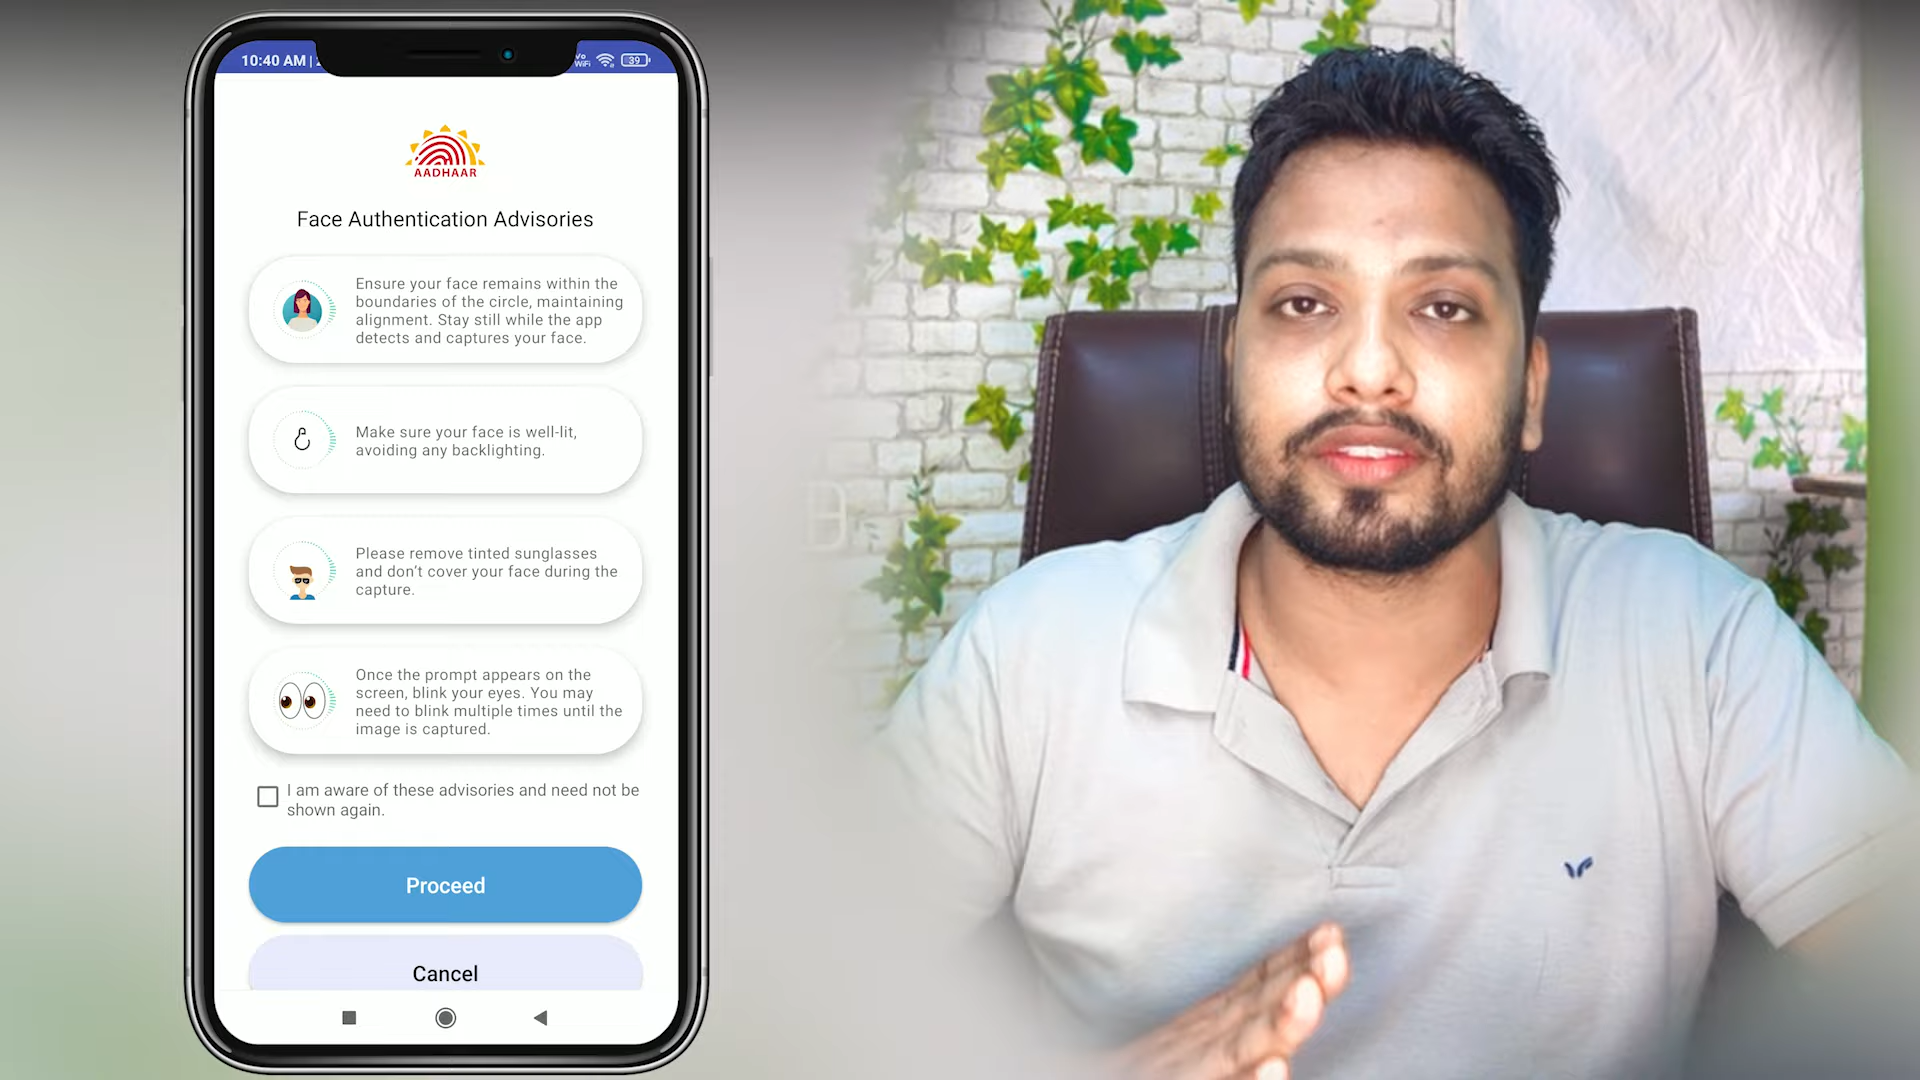 10:40 AM |
Vo
WiFi
39
AADHAAR
Face Authentication Advisories
Ensure your face remains within the
boundaries of the circle, maintaining
alignment. Stay still while the app
detects and captures your face.
Make sure your face is well-lit,
avoiding any backlighting.
Please remove tinted sunglasses
and don’t cover your face during the
capture.
Once the prompt appears on the
screen, blink your eyes. You may
need to blink multiple times until the
image is captured.
I am aware of these advisories and need not be
shown again.
Proceed
Cancel